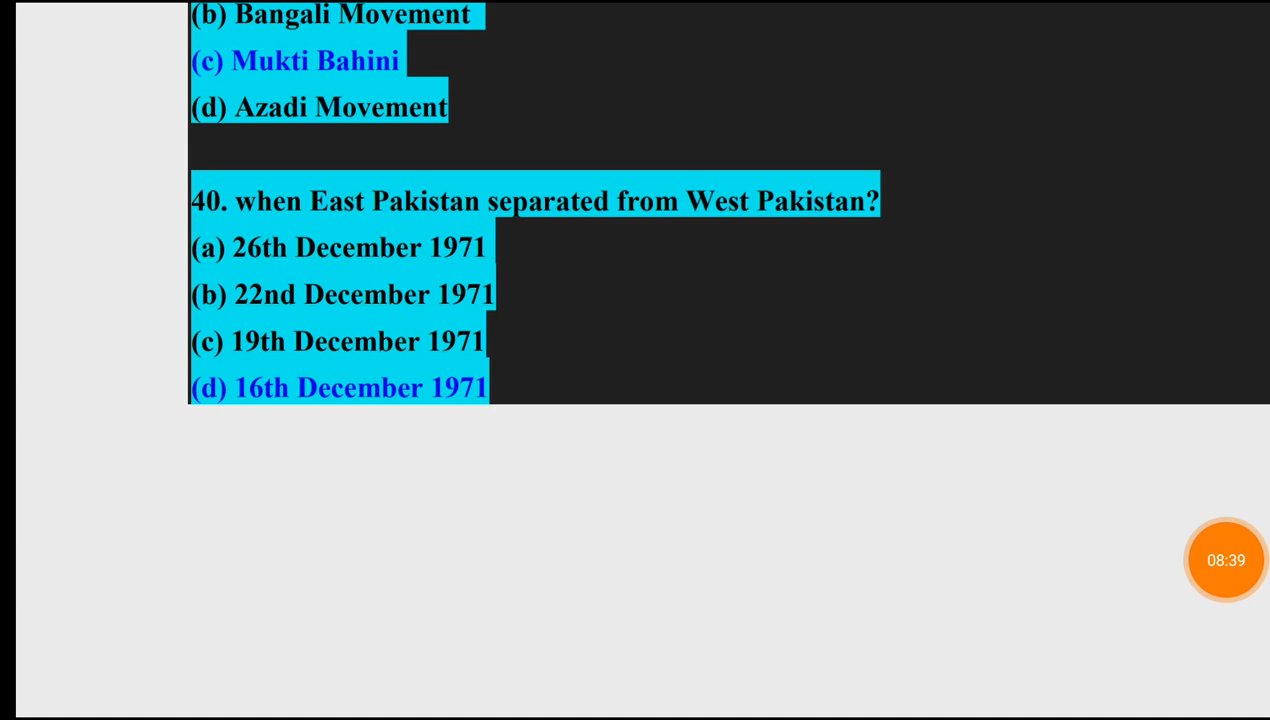 (b) Bangali Movement
(c) Mukti Bahini
(d) Azadi Movement
40. when East Pakistan separated from West Pakistan?
(a) 26th December 1971
(b) 22nd December 1971
(c) 19th December 1971
(d) 16th December 1971
08:39